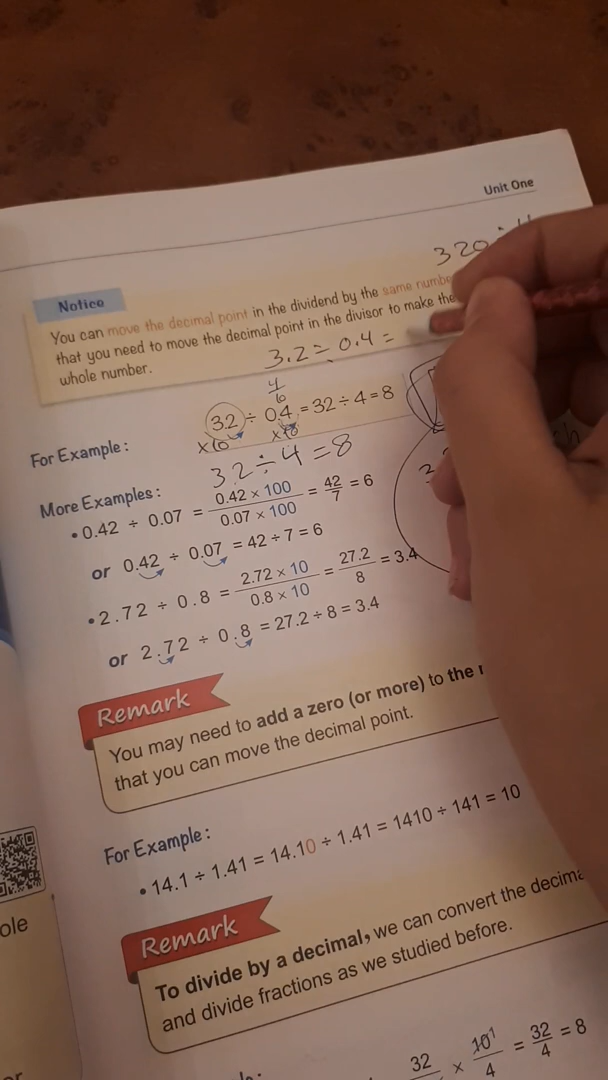 Unit One
320 ÷
Notice
You can move the decimal point in the dividend by the same
that you need to move the decimal point in the divisor to make the
whole number.
3.2 ÷ 0.4 =
4
6
For Example :
3.2 ÷ 0.4 = 32 ÷ 4 = 8
×10 ×10
32 ÷ 4 = 8
More Examples :
• 0.42 ÷ 0.07 = 0.42 × 100 / 0.07 × 100 = 42/7 = 6
or 0.42 ÷ 0.07 = 42 ÷ 7 = 6
• 2.72 ÷ 0.8 = 2.72 × 10 / 0.8 × 10 = 27.2/8 = 3.4
or 2.72 ÷ 0.8 = 27.2 ÷ 8 = 3.4
Remark
You may need to add a zero (or more) to the
that you can move the decimal point.
For Example :
• 14.1 ÷ 1.41 = 14.10 ÷ 1.41 = 1410 ÷ 141 = 10
Remark
To divide by a decimal, we can convert the
and divide fractions as we studied before.
32 × 10¹/4 = 32/4 = 8
ole